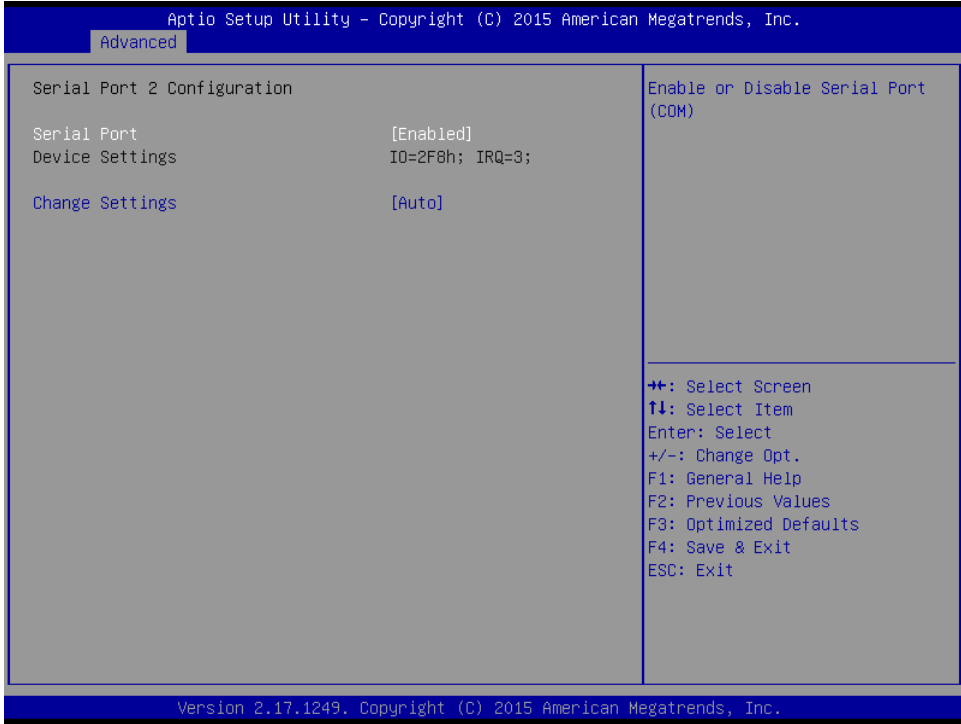 Aptio Setup Utility – Copyright (C) 2015 American Megatrends, Inc.
Advanced
Serial Port 2 Configuration
Serial Port [Enabled]
Device Settings IO=2F8h; IRQ=3;
Change Settings [Auto]
Enable or Disable Serial Port
(COM)
→←: Select Screen
↑↓: Select Item
Enter: Select
+/-: Change Opt.
F1: General Help
F2: Previous Values
F3: Optimized Defaults
F4: Save & Exit
ESC: Exit
Version 2.17.1249. Copyright (C) 2015 American Megatrends, Inc.